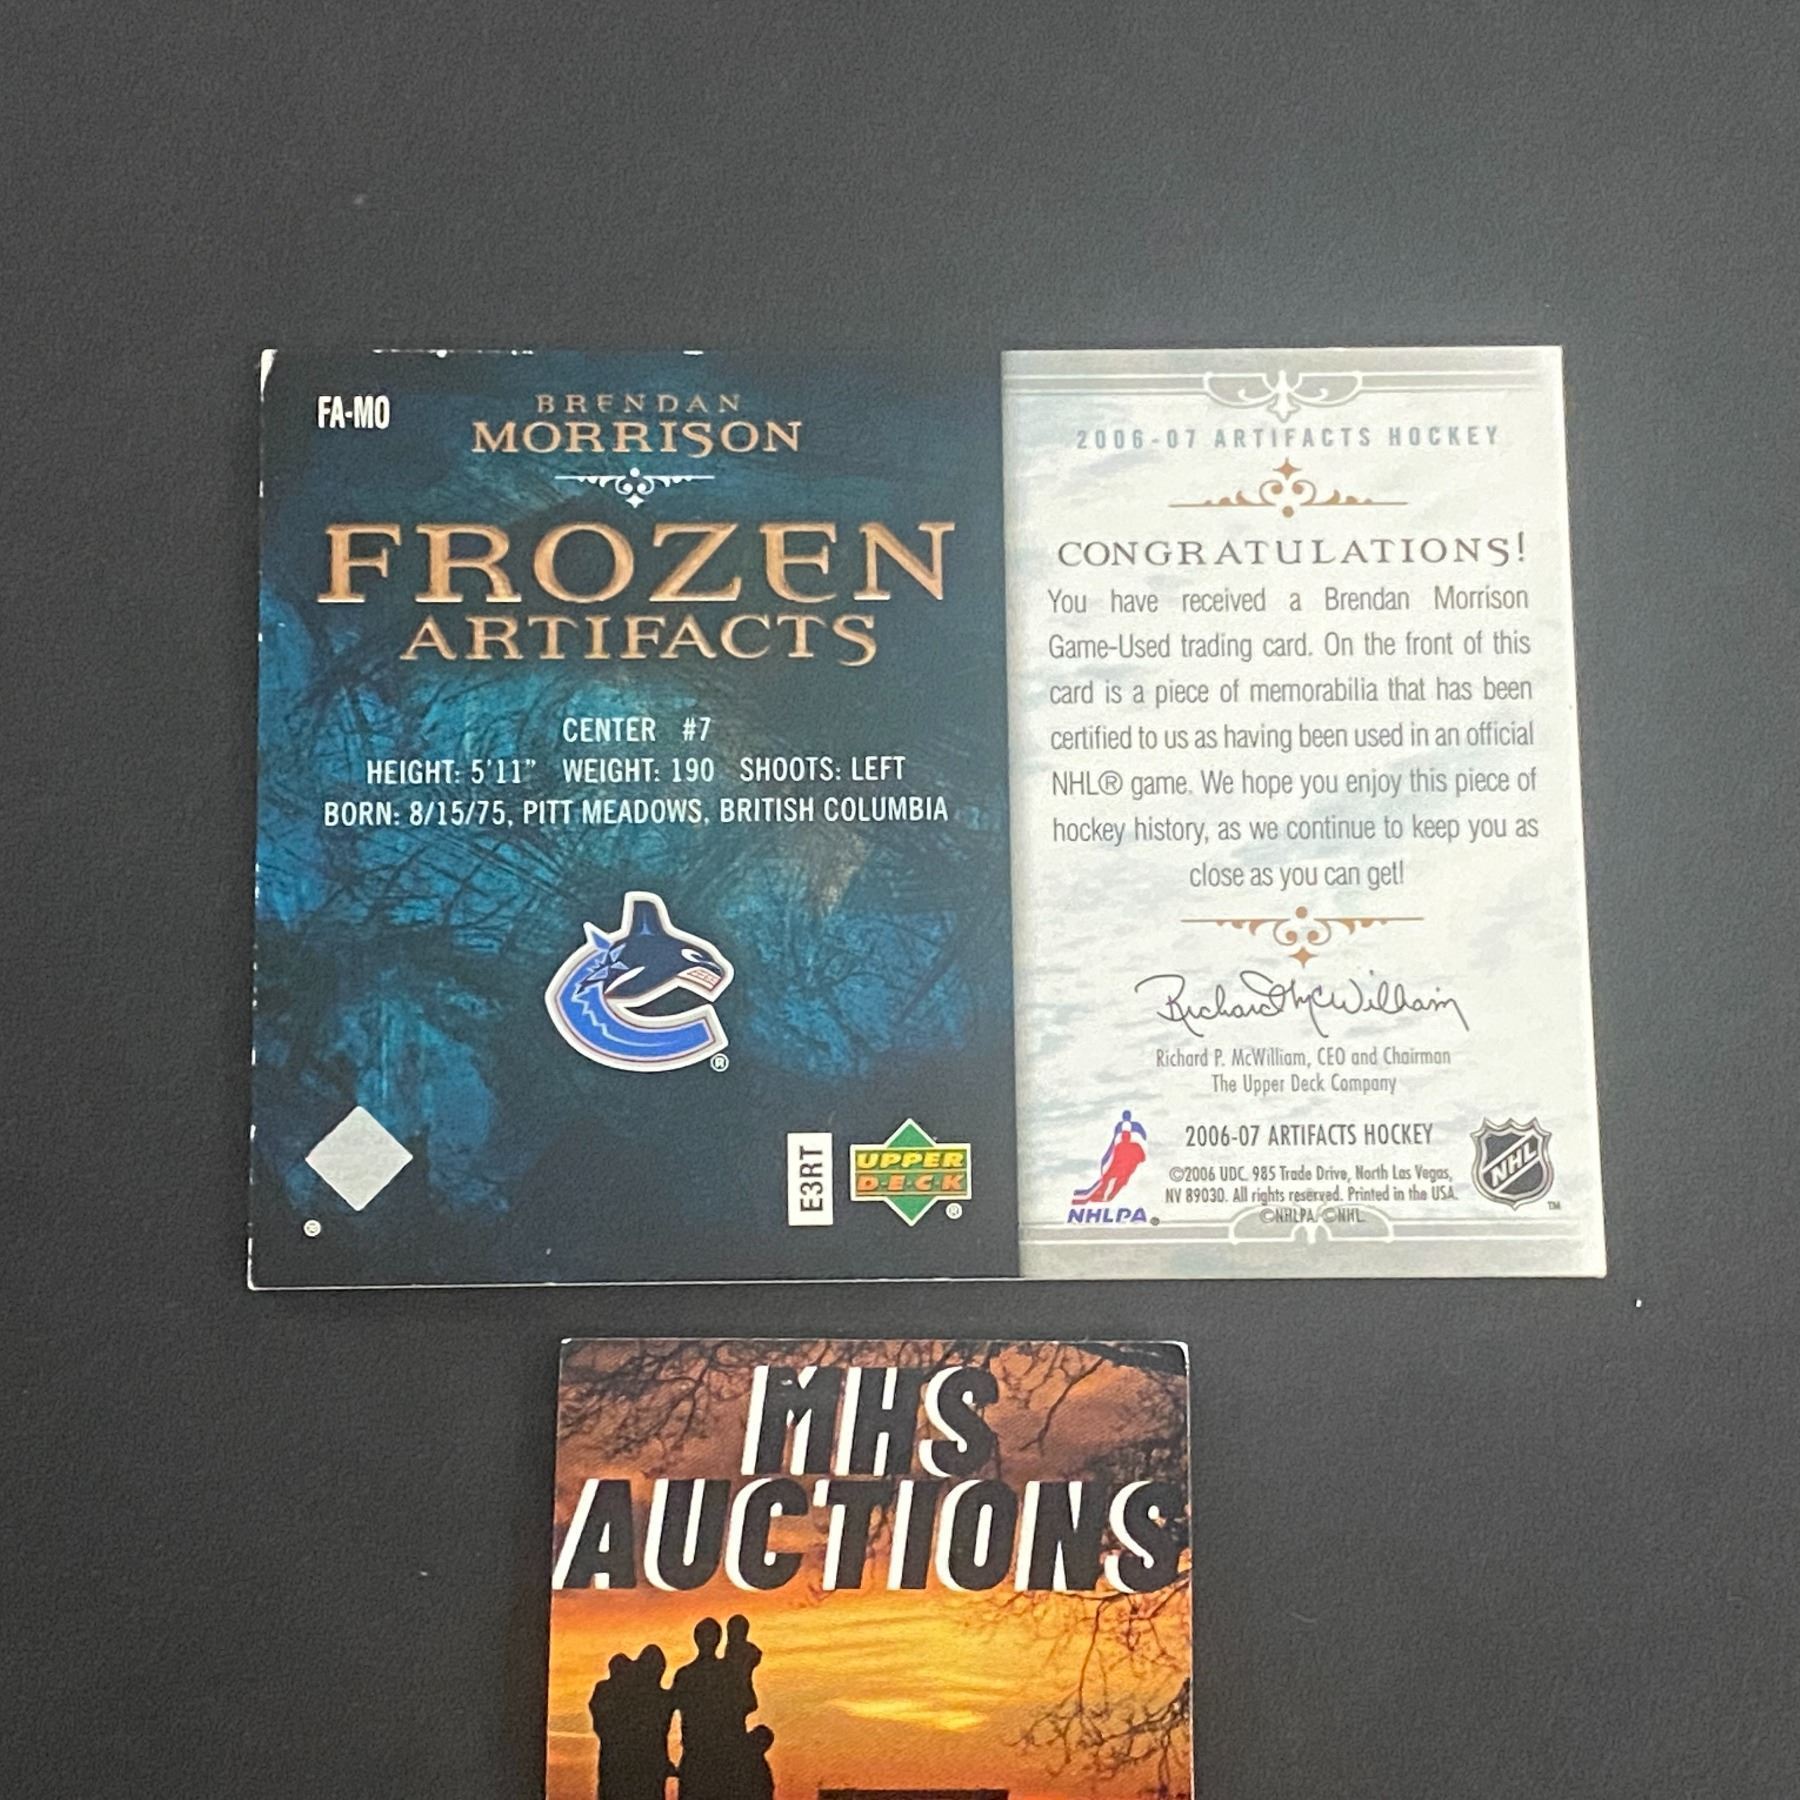 FA-MO
BRENDAN
MORRISON
FROZEN
ARTIFACTS
CENTER #7
HEIGHT: 5'11" WEIGHT: 190 SHOOTS: LEFT
BORN: 8/15/75, PITT MEADOWS, BRITISH COLUMBIA
®
E3RT
UPPER
D·E·C·K
®
2006-07 ARTIFACTS HOCKEY
CONGRATULATIONS!
You have received a Brendan Morrison
Game-Used trading card. On the front of this
card is a piece of memorabilia that has been
certified to us as having been used in an official
NHL® game. We hope you enjoy this piece of
hockey history, as we continue to keep you as
close as you can get!
Richard McWilliam
Richard P. McWilliam, CEO and Chairman
The Upper Deck Company
NHLPA®
2006-07 ARTIFACTS HOCKEY
©2006 UDC. 985 Trade Drive, North Las Vegas,
NV 89030. All rights reserved. Printed in the USA.
©NHLPA. ©NHL.
NHL
™
MHS
AUCTIONS